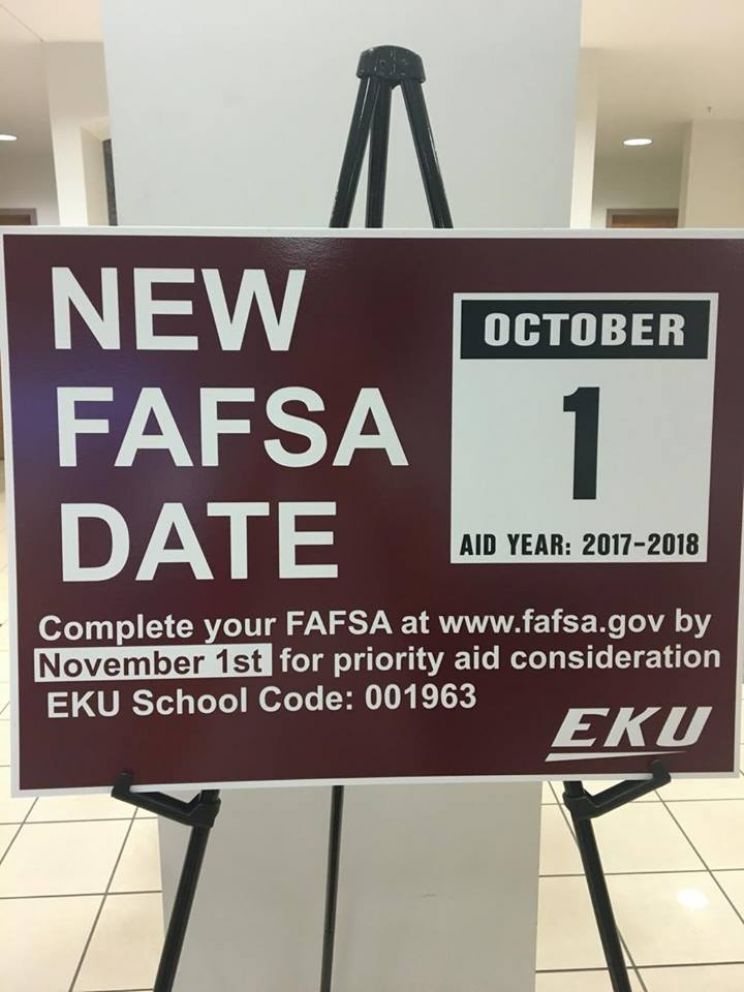 NEW
FAFSA
DATE
OCTOBER
1
AID YEAR: 2017-2018
Complete your FAFSA at www.fafsa.gov by
November 1st for priority aid consideration
EKU School Code: 001963
EKU